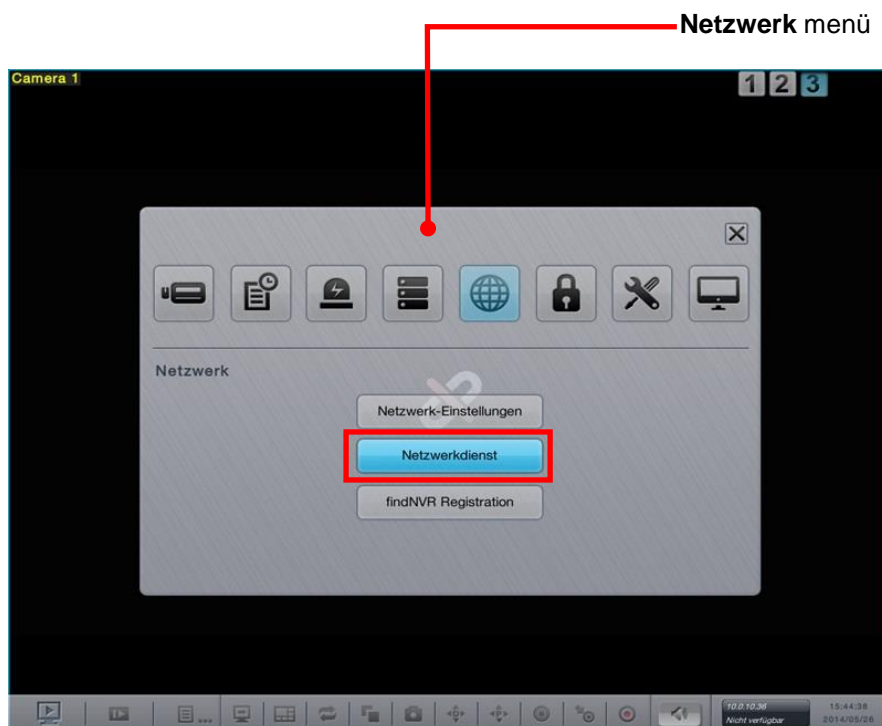 Netzwerk menü
Camera 1
1 2 3
Netzwerk
Netzwerk-Einstellungen
Netzwerkdienst
findNVR Registration
10.0.10.36
Nicht verfügbar
15:44:38
2014/05/26